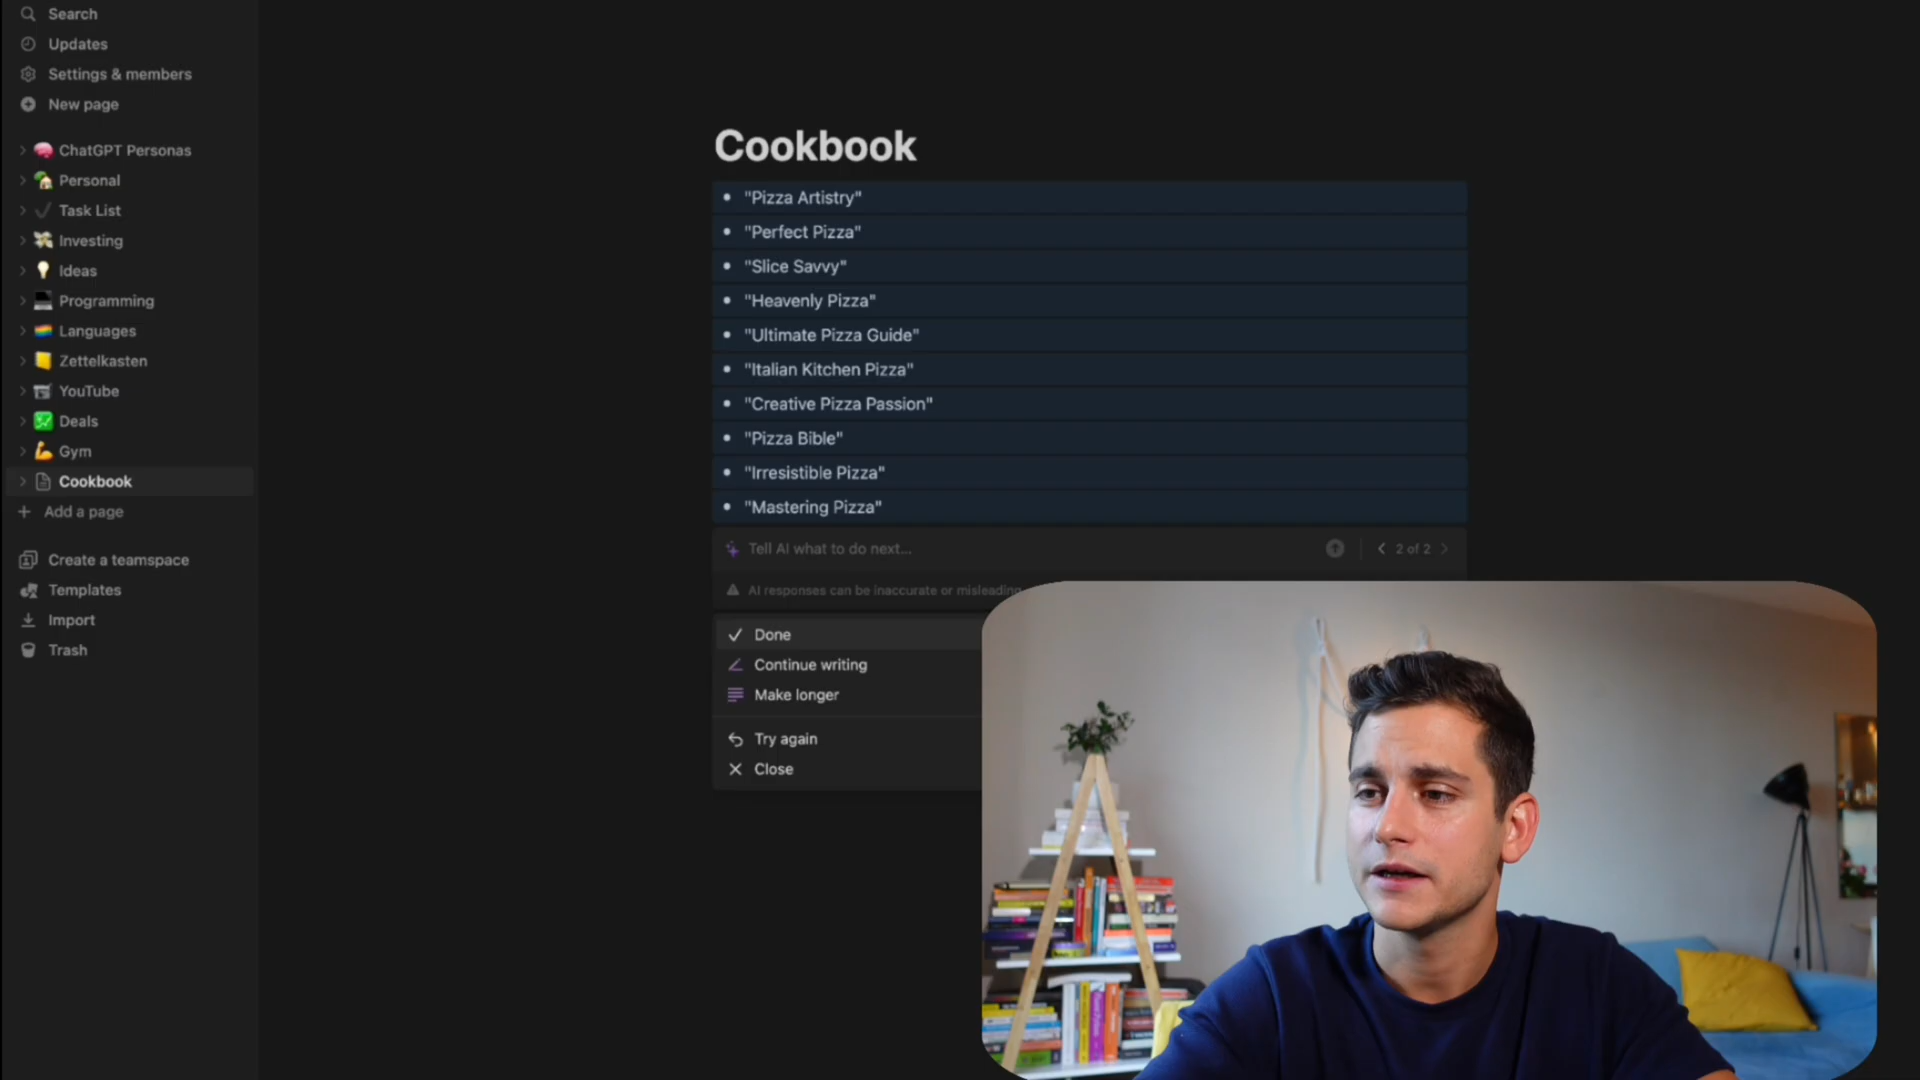 Search
Updates
Settings & members
New page
ChatGPT Personas
Personal
Task List
Investing
Ideas
Programming
Languages
Zettelkasten
YouTube
Deals
Gym
Cookbook
Add a page
Create a teamspace
Templates
Import
Trash
Cookbook
"Pizza Artistry"
"Perfect Pizza"
"Slice Savvy"
"Heavenly Pizza"
"Ultimate Pizza Guide"
"Italian Kitchen Pizza"
"Creative Pizza Passion"
"Pizza Bible"
"Irresistible Pizza"
"Mastering Pizza"
Tell AI what to do next...
2 of 2
AI responses can be inaccurate or misleading
Done
Continue writing
Make longer
Try again
Close